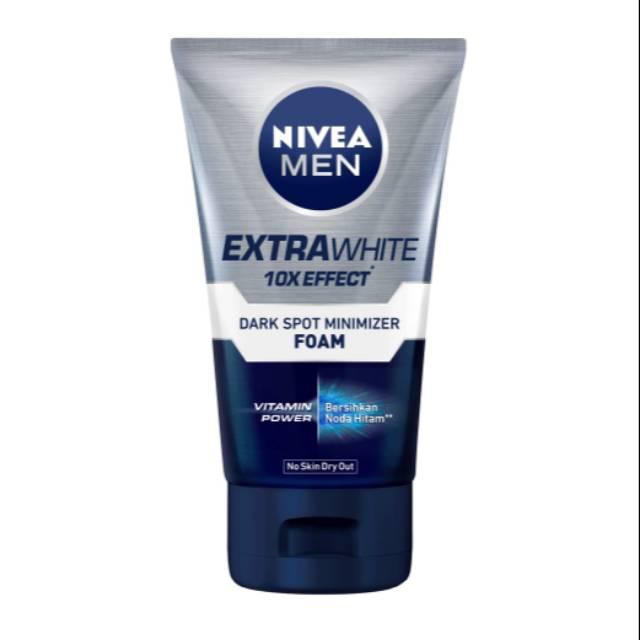 NIVEA
MEN
EXTRAWHITE
10X EFFECT*
DARK SPOT MINIMIZER
FOAM
VITAMIN
POWER
Bersihkan
Noda Hitam**
No Skin Dry Out